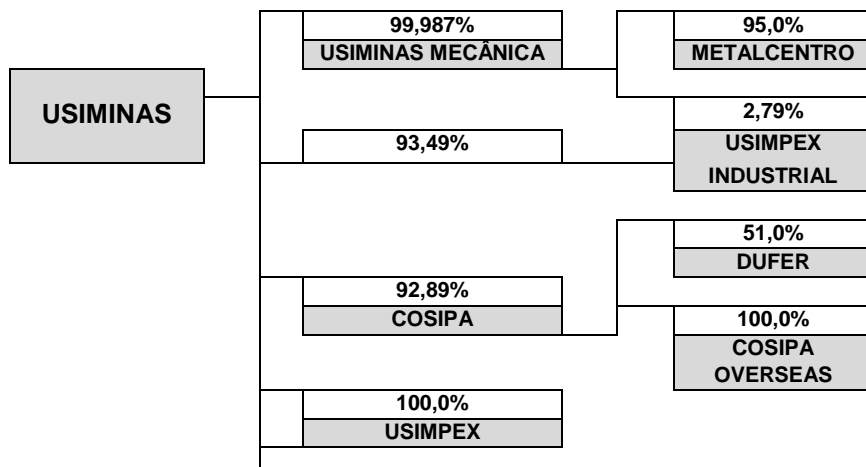 99,987%
USIMINAS MECÂNICA
95,0%
METALCENTRO
USIMINAS
93,49%
2,79%
USIMPEX
INDUSTRIAL
92,89%
COSIPA
51,0%
DUFER
100,0%
COSIPA
OVERSEAS
100,0%
USIMPEX